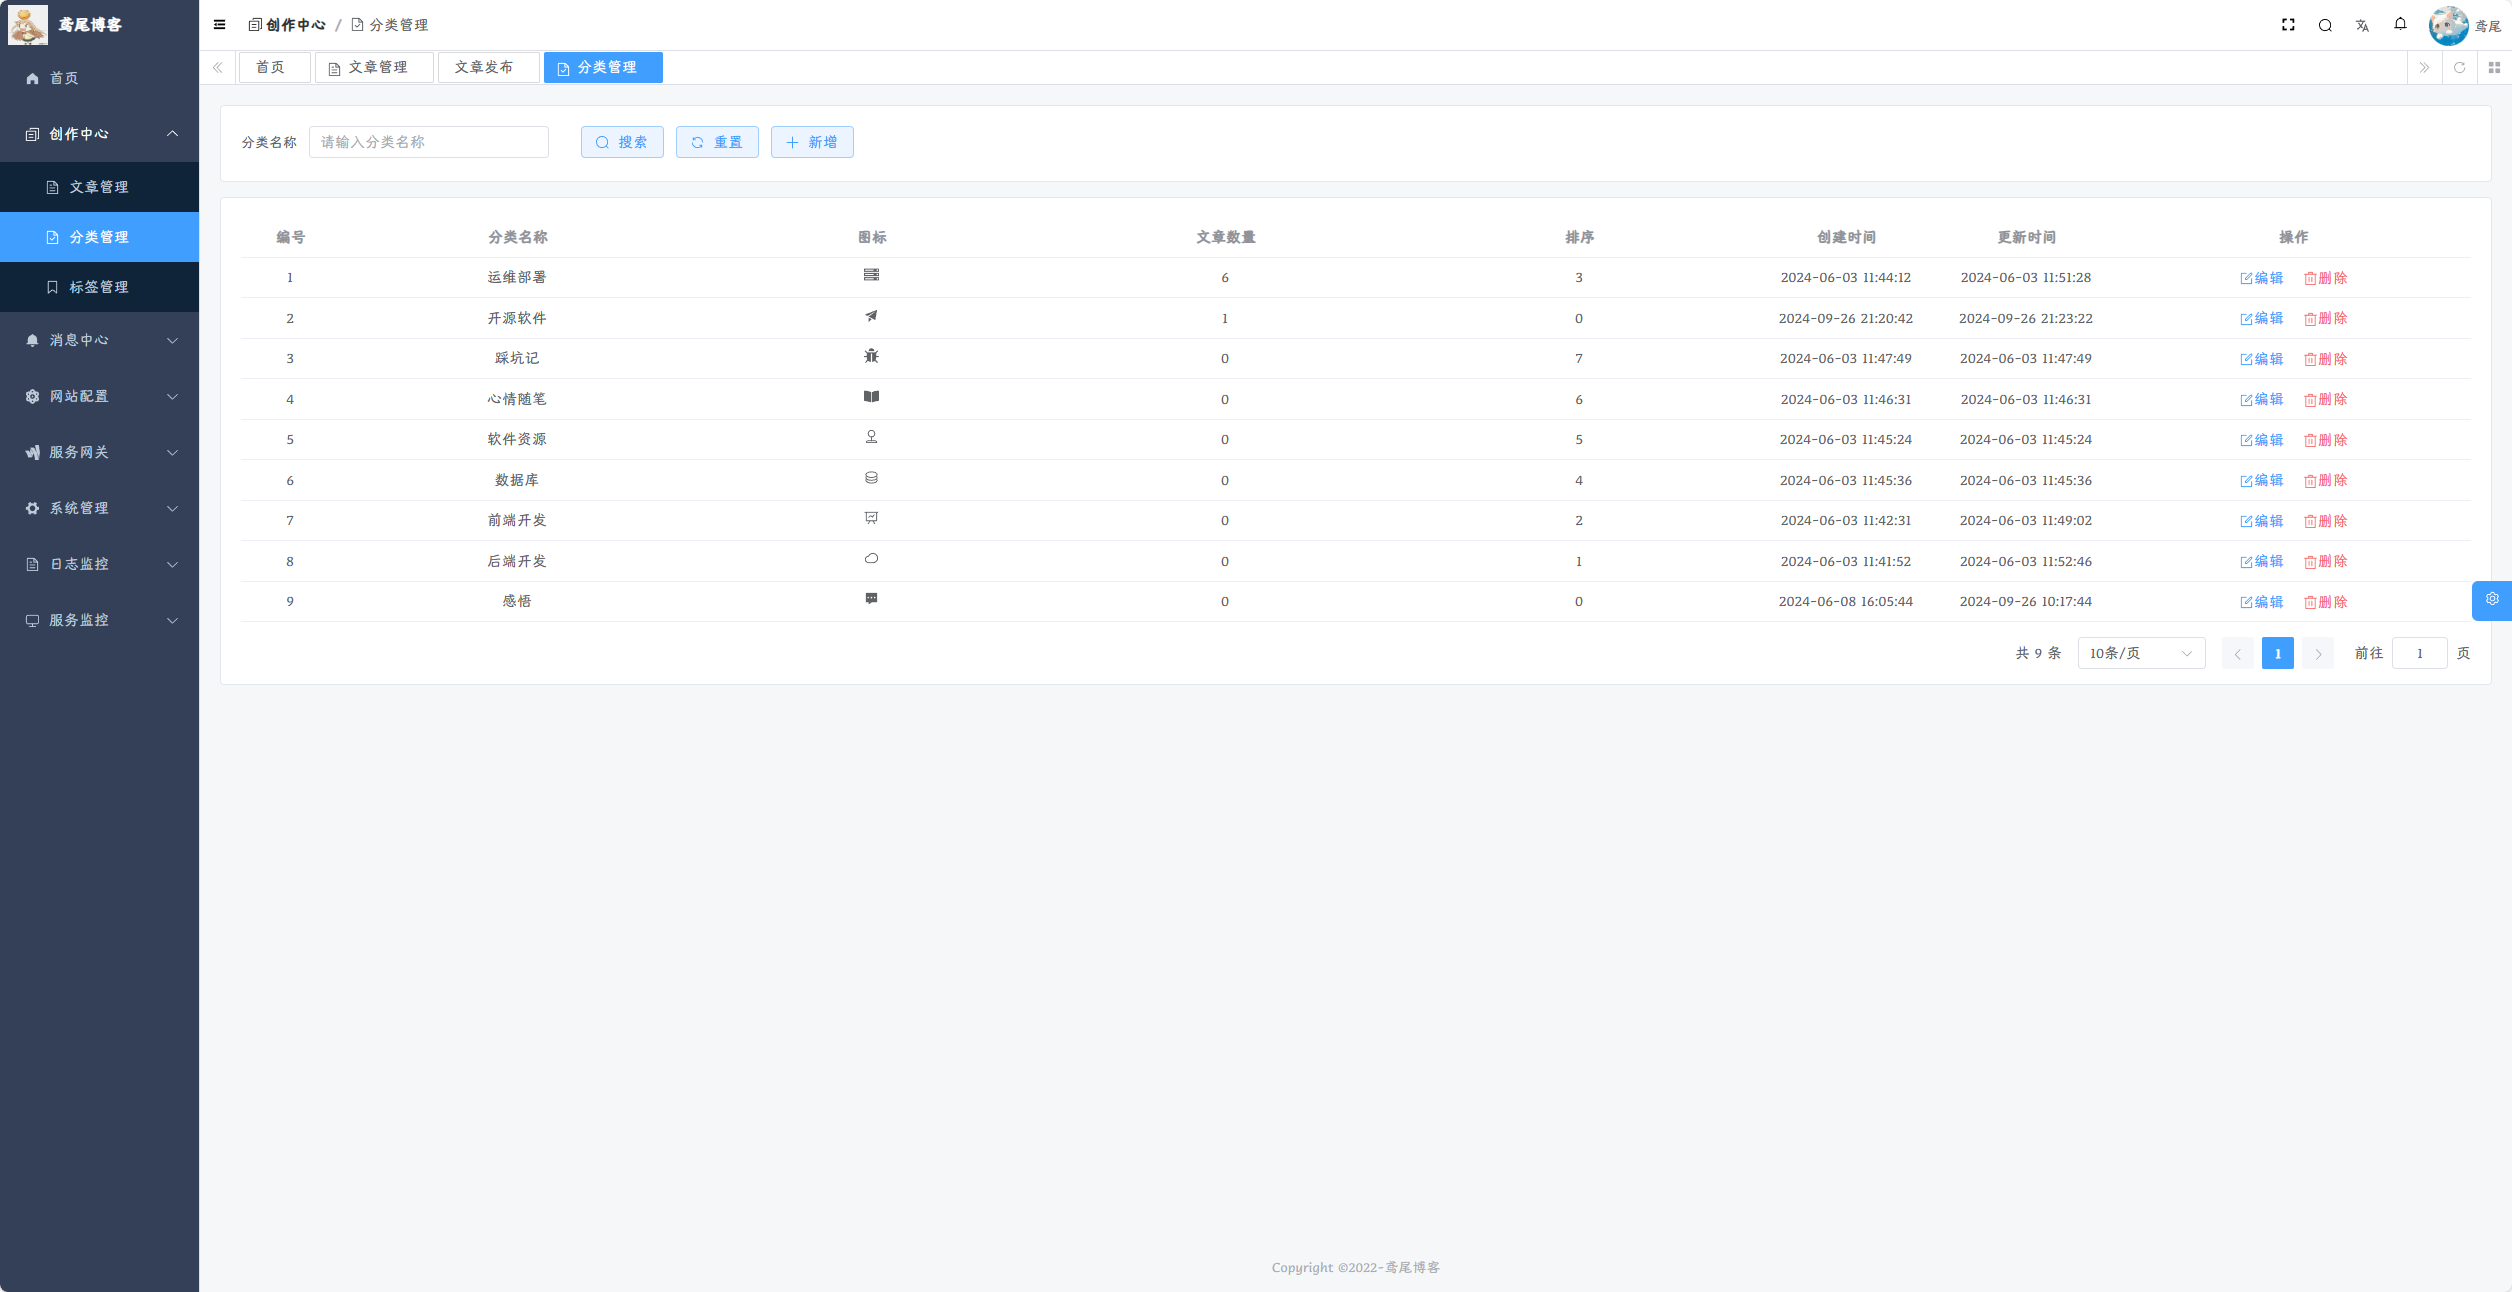 鸢尾博客
首页
创作中心
文章管理
分类管理
标签管理
消息中心
网站配置
服务网关
系统管理
日志监控
服务监控
创作中心 / 分类管理
鸢尾
首页 文章管理 文章发布 分类管理
分类名称 请输入分类名称 搜索 重置 新增
编号 分类名称 图标 文章数量 排序 创建时间 更新时间 操作
1 运维部署 6 3 2024-06-03 11:44:12 2024-06-03 11:51:28 编辑 删除
2 开源软件 1 0 2024-09-26 21:20:42 2024-09-26 21:23:22 编辑 删除
3 踩坑记 0 7 2024-06-03 11:47:49 2024-06-03 11:47:49 编辑 删除
4 心情随笔 0 6 2024-06-03 11:46:31 2024-06-03 11:46:31 编辑 删除
5 软件资源 0 5 2024-06-03 11:45:24 2024-06-03 11:45:24 编辑 删除
6 数据库 0 4 2024-06-03 11:45:36 2024-06-03 11:45:36 编辑 删除
7 前端开发 0 2 2024-06-03 11:42:31 2024-06-03 11:49:02 编辑 删除
8 后端开发 0 1 2024-06-03 11:41:52 2024-06-03 11:52:46 编辑 删除
9 感悟 0 0 2024-06-08 16:05:44 2024-09-26 10:17:44 编辑 删除
共 9 条 10条/页 1 前往 1 页
Copyright ©2022-鸢尾博客